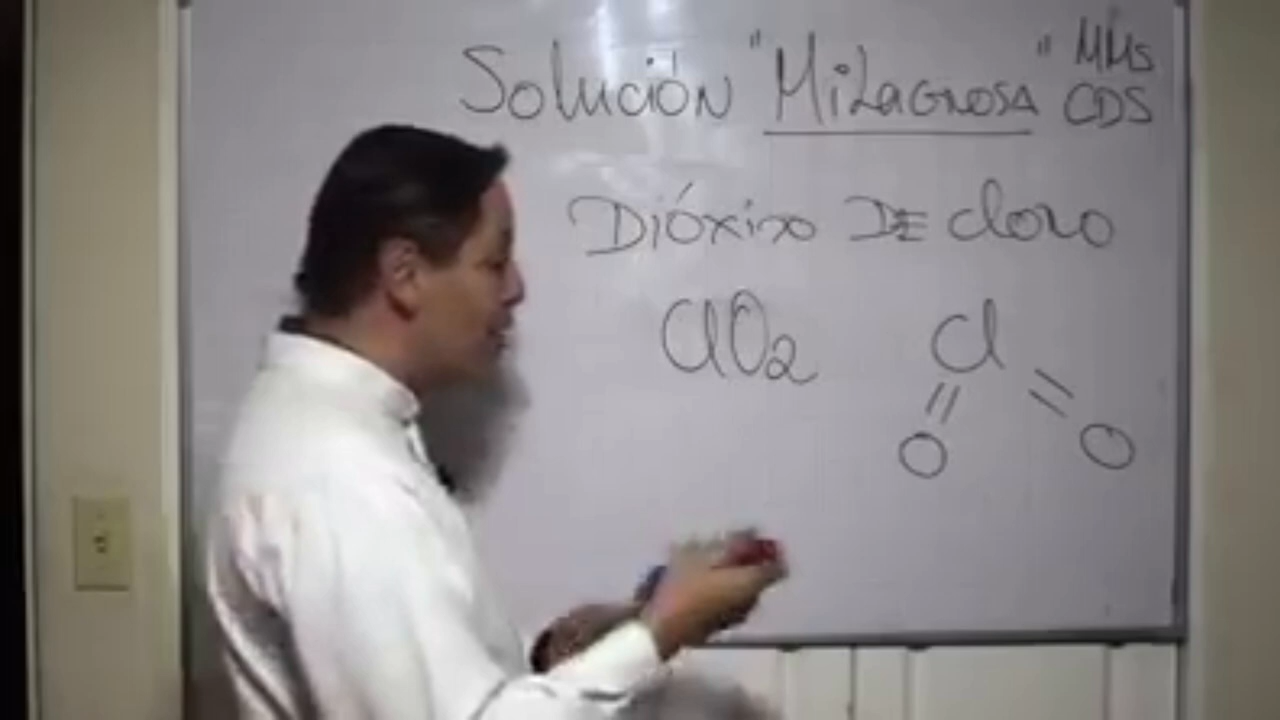 Solución "Milagrosa" MMS
CDS
Dióxido De cloro
ClO2 Cl
O O